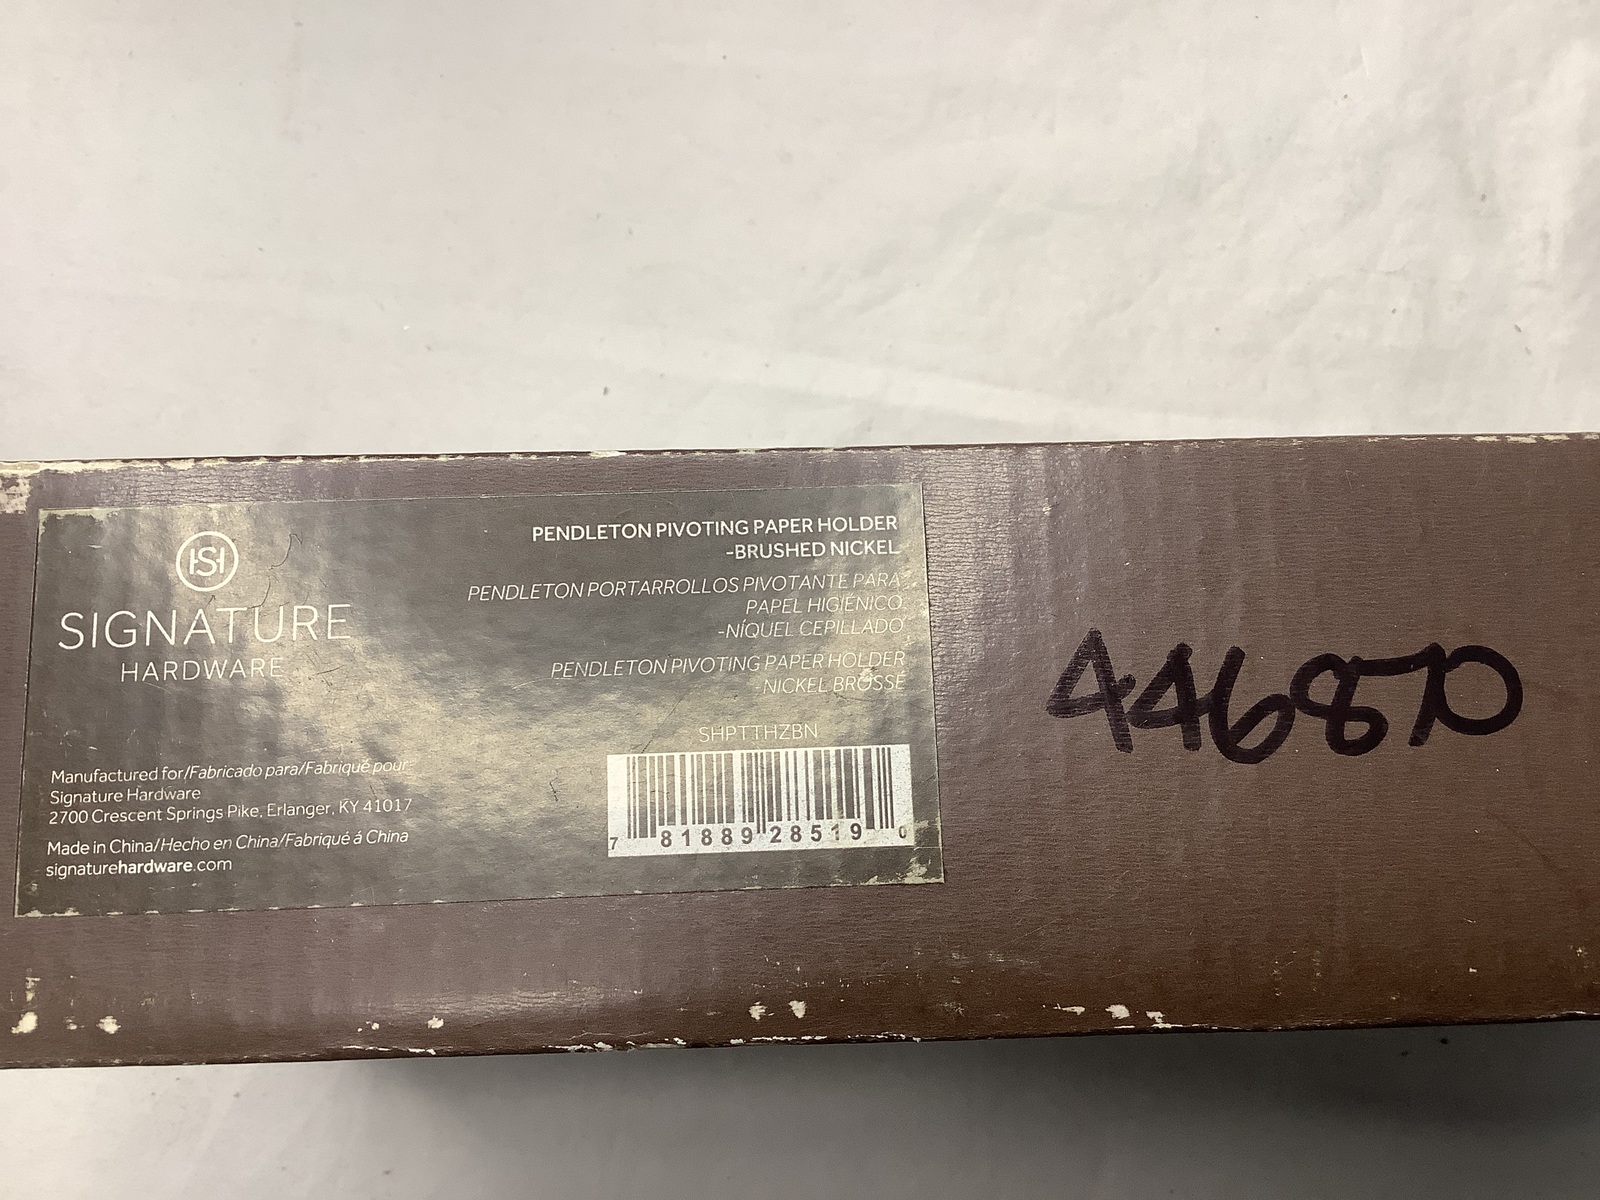 SIGNATURE
HARDWARE
PENDLETON PIVOTING PAPER HOLDER
-BRUSHED NICKEL
PENDLETON PORTARROLLOS PIVOTANTE PARA
PAPEL HIGIÉNICO
-NÍQUEL CEPILLADO
PENDLETON PIVOTING PAPER HOLDER
-NICKEL BROSSÉ
SHPTTHZBN
7 81889 28519 0
Manufactured for/Fabricado para/Fabriqué pour:
Signature Hardware
2700 Crescent Springs Pike, Erlanger, KY 41017
Made in China/Hecho en China/Fabriqué á China
signaturehardware.com
446870